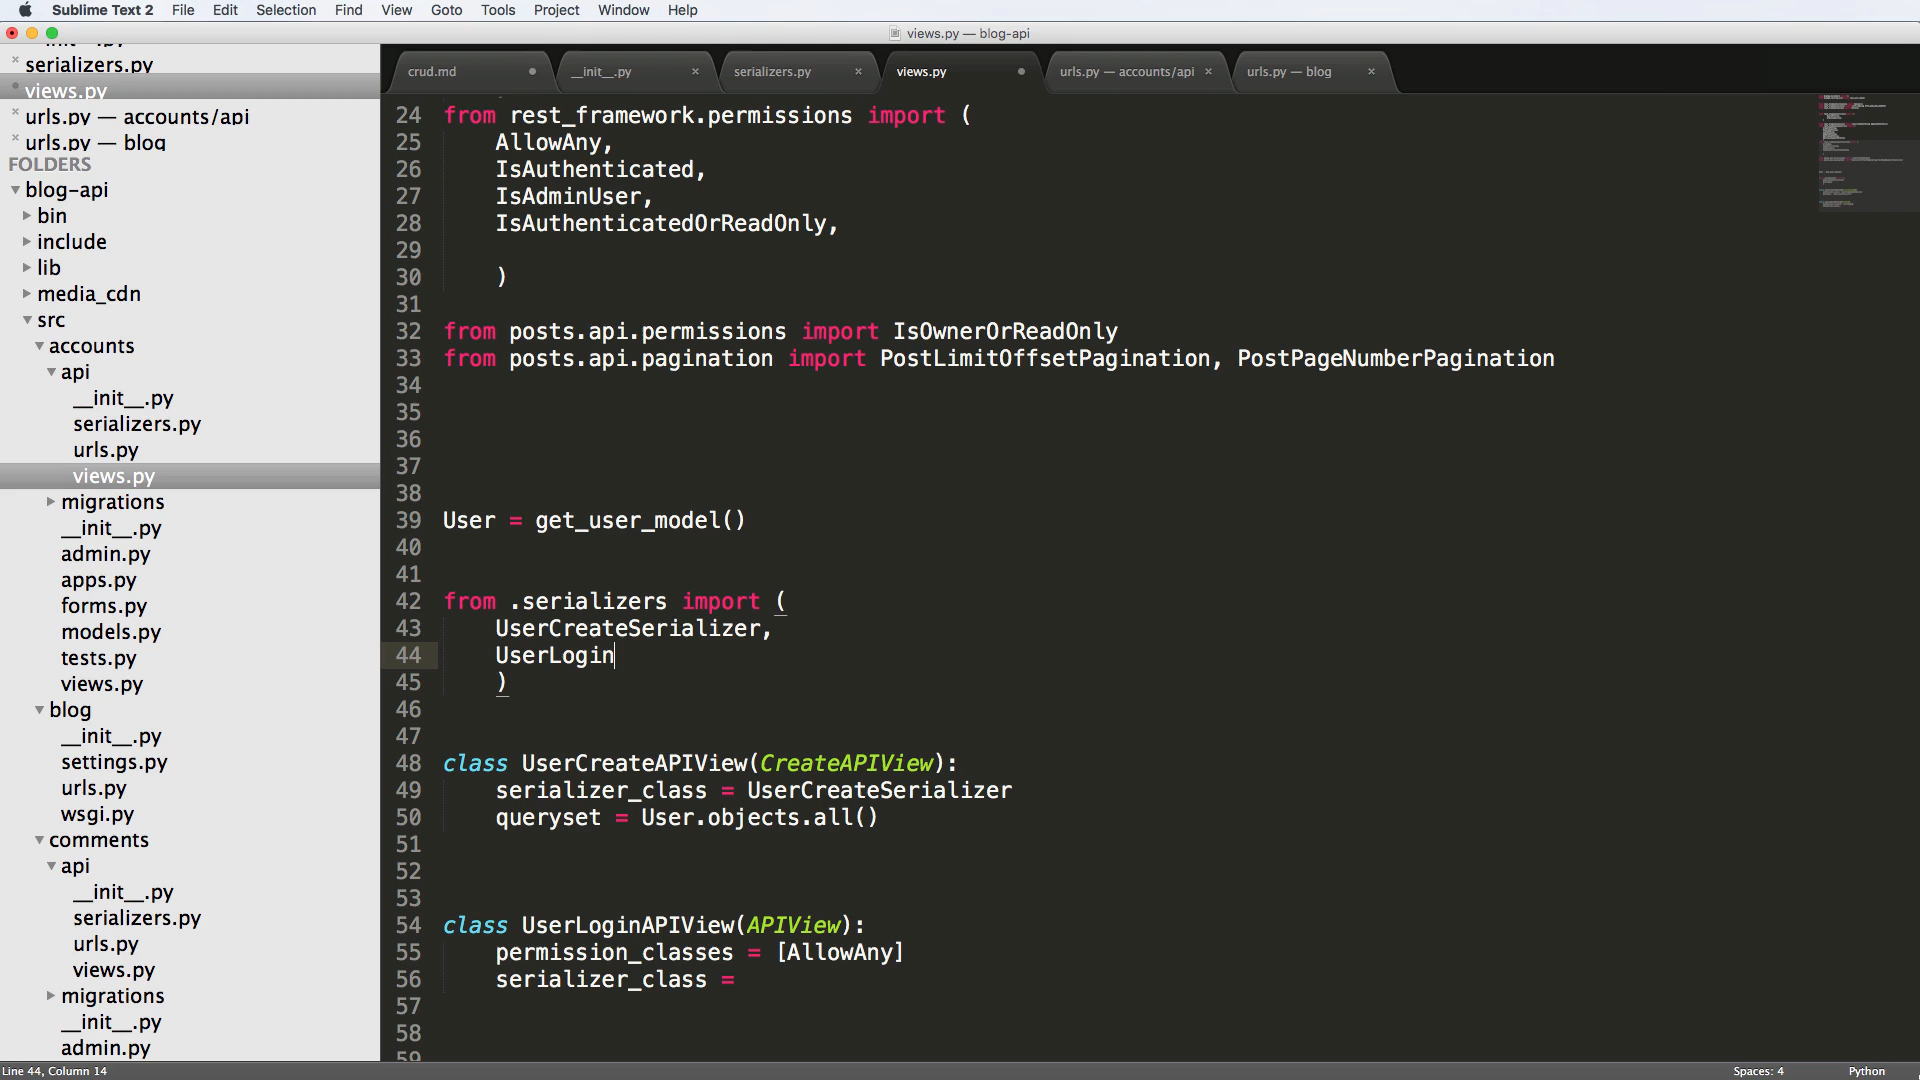 Sublime Text 2 File Edit Selection Find View Goto Tools Project Window Help
views.py — blog-api
crud.md __init__.py serializers.py views.py urls.py — accounts/api urls.py — blog
serializers.py
views.py
urls.py — accounts/api
urls.py — blog
FOLDERS
blog-api
bin
include
lib
media_cdn
src
accounts
api
__init__.py
serializers.py
urls.py
views.py
migrations
__init__.py
admin.py
apps.py
forms.py
models.py
tests.py
views.py
blog
__init__.py
settings.py
urls.py
wsgi.py
comments
api
__init__.py
serializers.py
urls.py
views.py
migrations
__init__.py
admin.py
24 from rest_framework.permissions import (
25     AllowAny,
26     IsAuthenticated,
27     IsAdminUser,
28     IsAuthenticatedOrReadOnly,
29
30     )
31
32 from posts.api.permissions import IsOwnerOrReadOnly
33 from posts.api.pagination import PostLimitOffsetPagination, PostPageNumberPagination
34
35
36
37
38
39 User = get_user_model()
40
41
42 from .serializers import (
43     UserCreateSerializer,
44     UserLogin
45     )
46
47
48 class UserCreateAPIView(CreateAPIView):
49     serializer_class = UserCreateSerializer
50     queryset = User.objects.all()
51
52
53
54 class UserLoginAPIView(APIView):
55     permission_classes = [AllowAny]
56     serializer_class =
57
58
59
Line 44, Column 14 Spaces: 4 Python